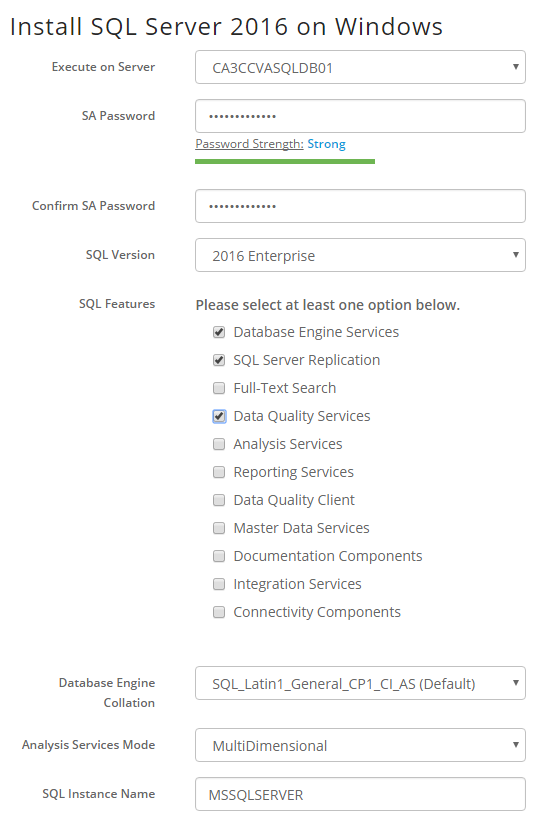 Install SQL Server 2016 on Windows
Execute on Server
CA3CCVASQLDB01
SA Password
•••••••••••••
Password Strength: Strong
Confirm SA Password
•••••••••••••
SQL Version
2016 Enterprise
SQL Features
Please select at least one option below.
Database Engine Services
SQL Server Replication
Full-Text Search
Data Quality Services
Analysis Services
Reporting Services
Data Quality Client
Master Data Services
Documentation Components
Integration Services
Connectivity Components
Database Engine
Collation
SQL_Latin1_General_CP1_CI_AS (Default)
Analysis Services Mode
MultiDimensional
SQL Instance Name
MSSQLSERVER